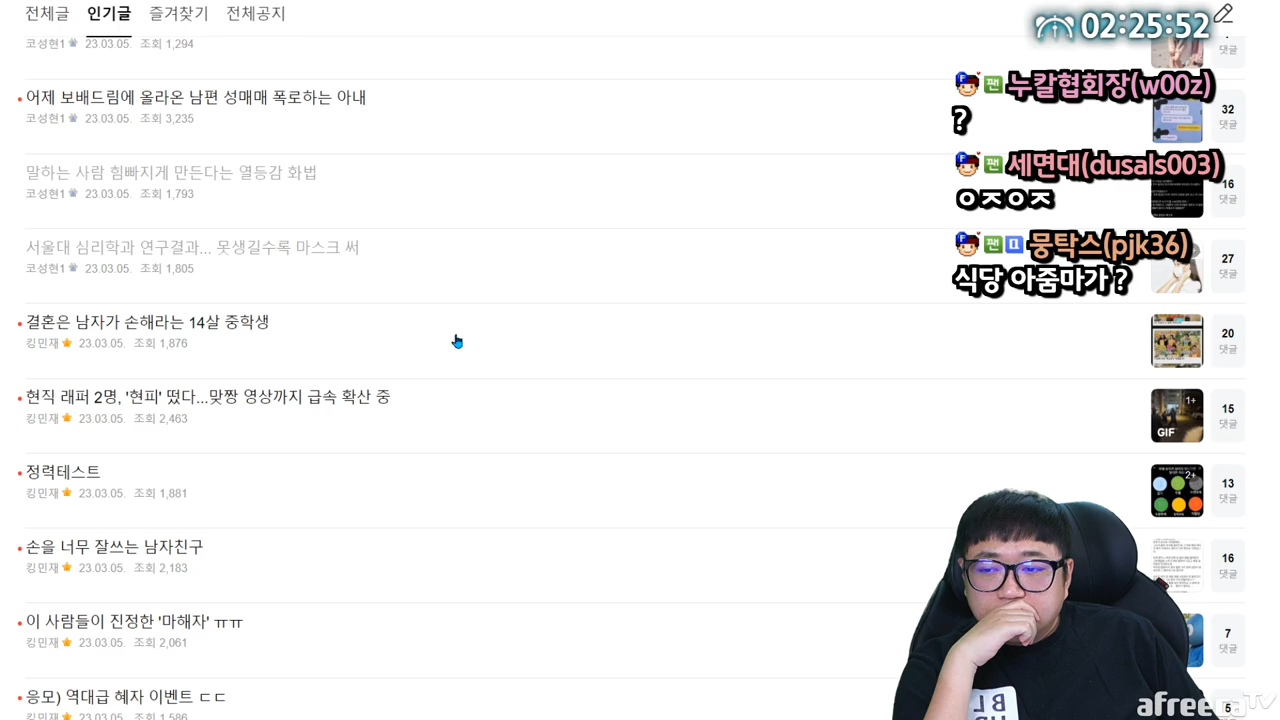 전체글 인기글 즐겨찾기 전체공지
02:25:52
코성현1 23.03.05. 조회 1,294
댓글
누칼협회장(w00z)
?
어제 보배드림에 올라온 남편 성매매 폭로하는 아내
코성현1 23.03.05. 조회 3,235
32
댓글
세면대(dusals003)
ㅇㅈㅇㅈ
말하는 사람 힘빠지게 만든다는 열등감 화법
코성현1 23.03.05. 조회 1,793
16
댓글
뭉탁스(pjk36)
식당 아줌마가 ?
서울대 심리학과 연구결과... 못생길수록 마스크 써
코성현1 23.03.05. 조회 1,805
27
댓글
결혼은 남자가 손해라는 14살 중학생
킹민재 23.03.05. 조회 1,876
20
댓글
현직 래퍼 2명, '현피' 떴다...맞짱 영상까지 급속 확산 중
킹민재 23.03.05. 조회 2,463
1+
GIF
15
댓글
정력테스트
킹민재 23.03.05. 조회 1,881
2+
13
댓글
손을 너무 잘쓰는 남자친구
킹민재 23.03.05. 조회 2,183
16
댓글
이 사람들이 진정한 '마해자' ㅠㅠ
킹민재 23.03.05. 조회 2,061
7
댓글
응모) 역대급 혜자 이벤트 ㄷㄷ
킹민재 23.03.05. 조회 1,586
5
afreecaTV